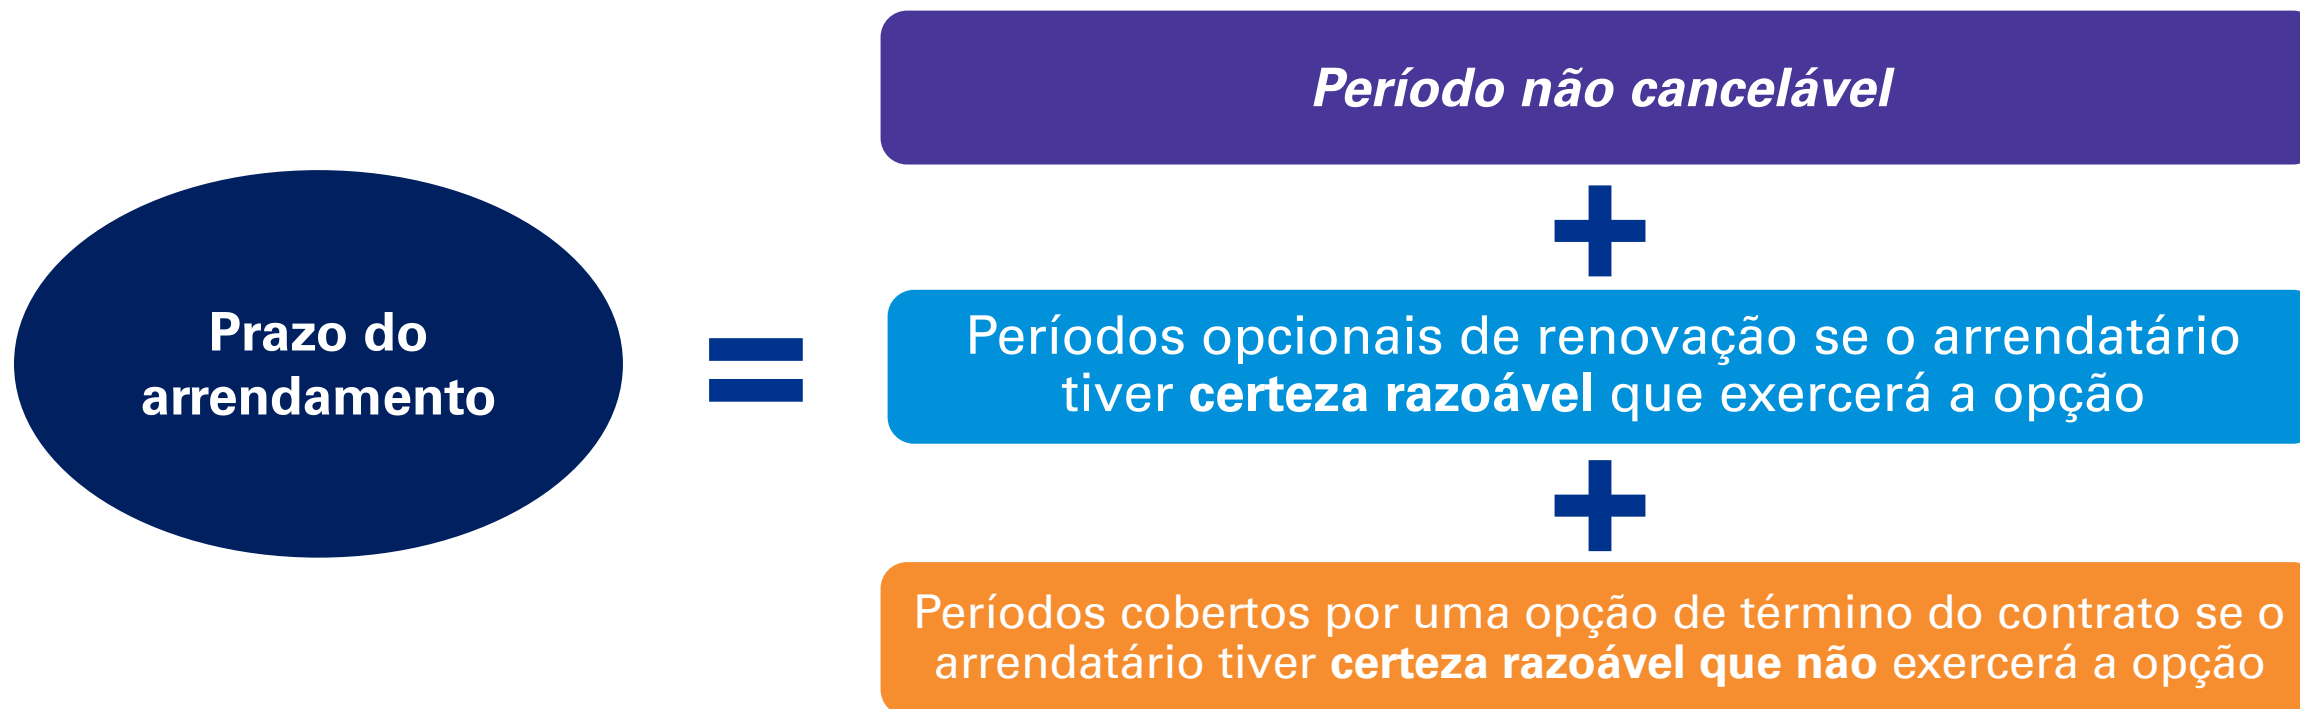 Período não cancelável
+
Prazo do
arrendamento
=
Períodos opcionais de renovação se o arrendatário
tiver certeza razoável que exercerá a opção
+
Períodos cobertos por uma opção de término do contrato se o
arrendatário tiver certeza razoável que não exercerá a opção